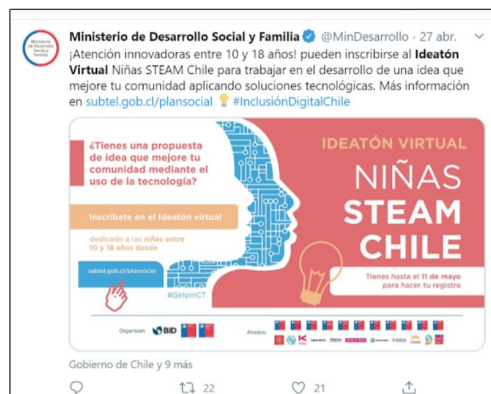 Ministerio de Desarrollo Social y Familia @MinDesarrollo · 27 abr.
¡Atención innovadoras entre 10 y 18 años! pueden inscribirse al Ideatón
Virtual Niñas STEAM Chile para trabajar en el desarrollo de una idea que
mejore tu comunidad aplicando soluciones tecnológicas. Más información
en subtel.gob.cl/plansocial #InclusiónDigitalChile
¿Tienes una propuesta
de idea que mejore tu
comunidad mediante el
uso de la tecnología?
Inscríbete en el Ideatón virtual
dedicado a las niñas entre
10 y 18 años desde
subtel.gob.cl/plansocial
#GirlsinICT
IDEATÓN VIRTUAL
NIÑAS
STEAM
CHILE
Tienes hasta el 11 de mayo
para hacer tu registro
Organizan:
BID
Aliados:
Gobierno de Chile y 9 más
22
21